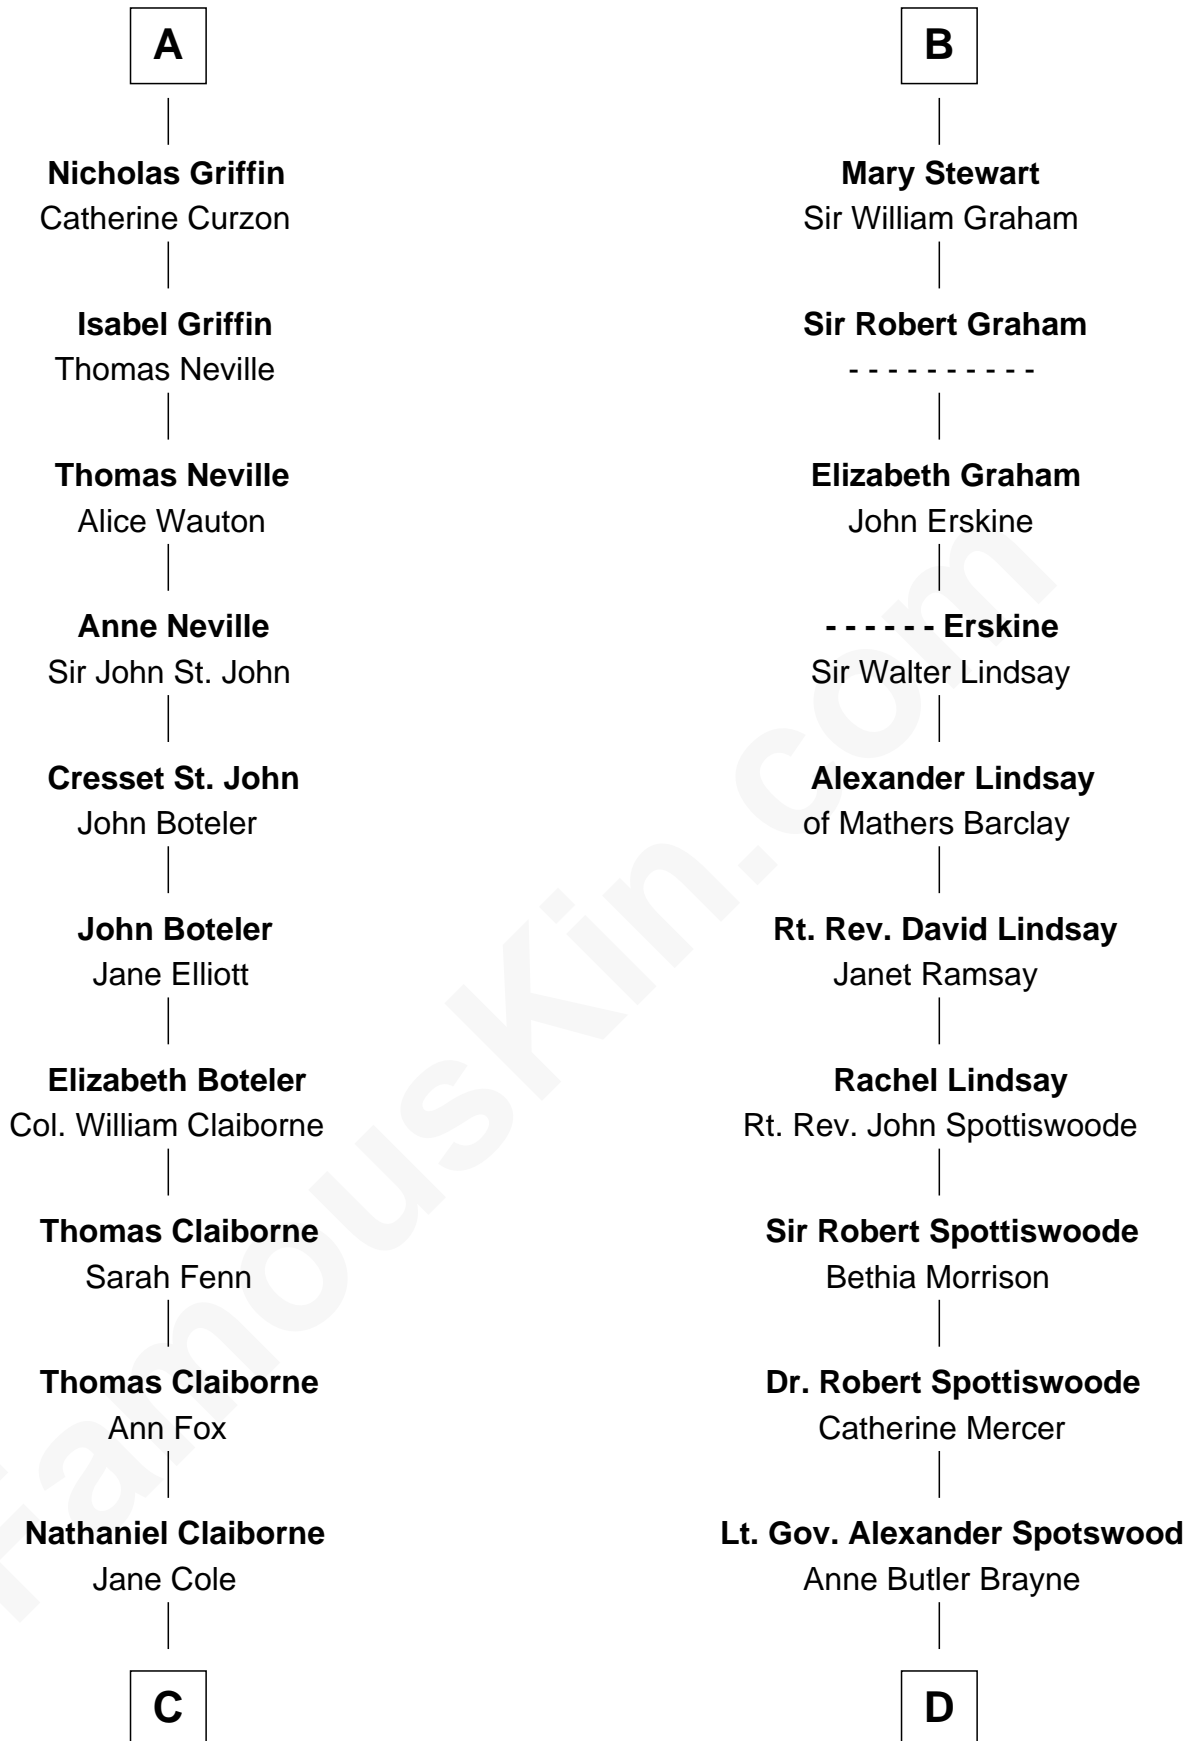 A
Nicholas Griffin
Catherine Curzon
Isabel Griffin
Thomas Neville
Thomas Neville
Alice Wauton
Anne Neville
Sir John St. John
Cresset St. John
John Boteler
John Boteler
Jane Elliott
Elizabeth Boteler
Col. William Claiborne
Thomas Claiborne
Sarah Fenn
Thomas Claiborne
Ann Fox
Nathaniel Claiborne
Jane Cole
C
B
Mary Stewart
Sir William Graham
Sir Robert Graham
- - - - - - - - - -
Elizabeth Graham
John Erskine
- - - - - - Erskine
Sir Walter Lindsay
Alexander Lindsay
of Mathers Barclay
Rt. Rev. David Lindsay
Janet Ramsay
Rachel Lindsay
Rt. Rev. John Spottiswoode
Sir Robert Spottiswoode
Bethia Morrison
Dr. Robert Spottiswoode
Catherine Mercer
Lt. Gov. Alexander Spotswood
Anne Butler Brayne
D
FamousKin.com